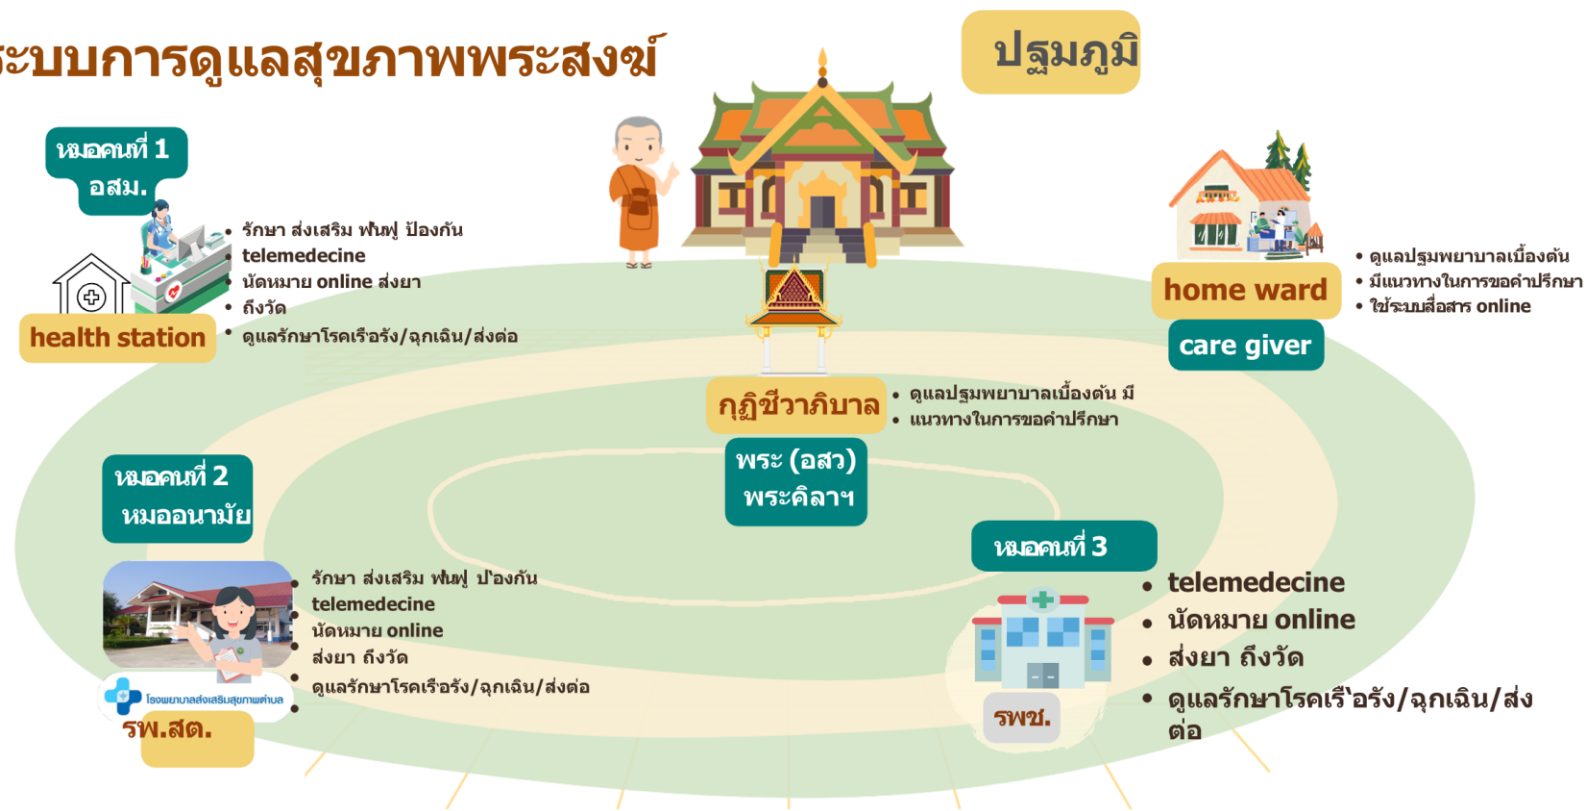 ระบบการดูแลสุขภาพพระสงฆ์
ปฐมภูมิ
หมอคนที่ 1
อสม.
• รักษา ส่งเสริม ฟื้นฟู ป้องกัน
• telemedecine
• นัดหมาย online ส่งยา
• ถึงวัด
• ดูแลรักษาโรคเรื้อรัง/ฉุกเฉิน/ส่งต่อ
health station
home ward
care giver
• ดูแลปฐมพยาบาลเบื้องต้น
• มีแนวทางในการขอคำปรึกษา
• ใช้ระบบสื่อสาร online
กุฏิชีวาภิบาล
• ดูแลปฐมพยาบาลเบื้องต้น มี
• แนวทางในการขอคำปรึกษา
พระ (อสว)
พระคิลาฯ
หมอคนที่ 2
หมออนามัย
• รักษา ส่งเสริม ฟื้นฟู ป้องกัน
telemedecine
• นัดหมาย online
• ส่งยา ถึงวัด
• ดูแลรักษาโรคเรื้อรัง/ฉุกเฉิน/ส่งต่อ
•
โรงพยาบาลส่งเสริมสุขภาพตำบล
รพ.สต.
หมอคนที่ 3
• telemedecine
• นัดหมาย online
• ส่งยา ถึงวัด
• ดูแลรักษาโรคเรื้อรัง/ฉุกเฉิน/ส่ง
ต่อ
รพช.